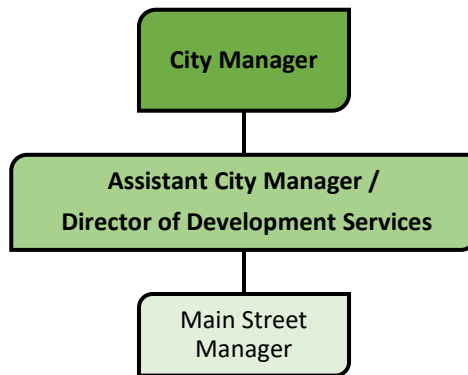 City Manager
Assistant City Manager /
Director of Development Services
Main Street
Manager